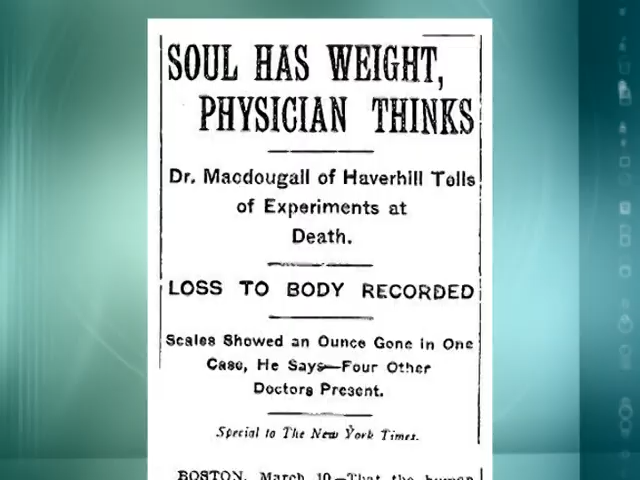 SOUL HAS WEIGHT,
PHYSICIAN THINKS
Dr. Macdougall of Haverhill Tells
of Experiments at
Death.
LOSS TO BODY RECORDED
Scales Showed an Ounce Gone in One
Case, He Says—Four Other
Doctors Present.
Special to The New York Times.
BOSTON, March 10.—That the human